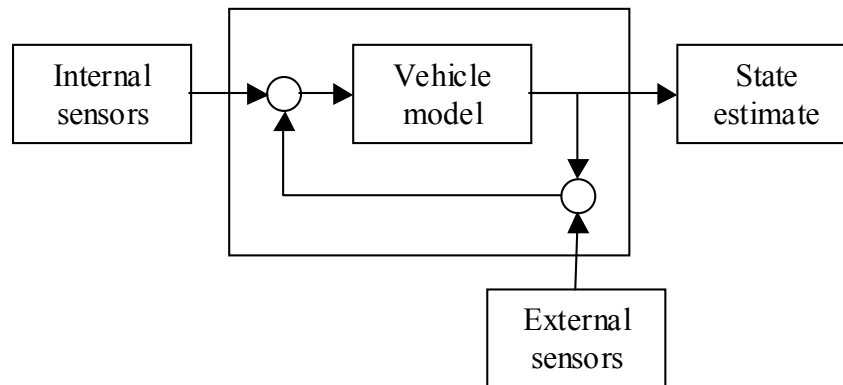 Internal
sensors
Vehicle
model
State
estimate
External
sensors